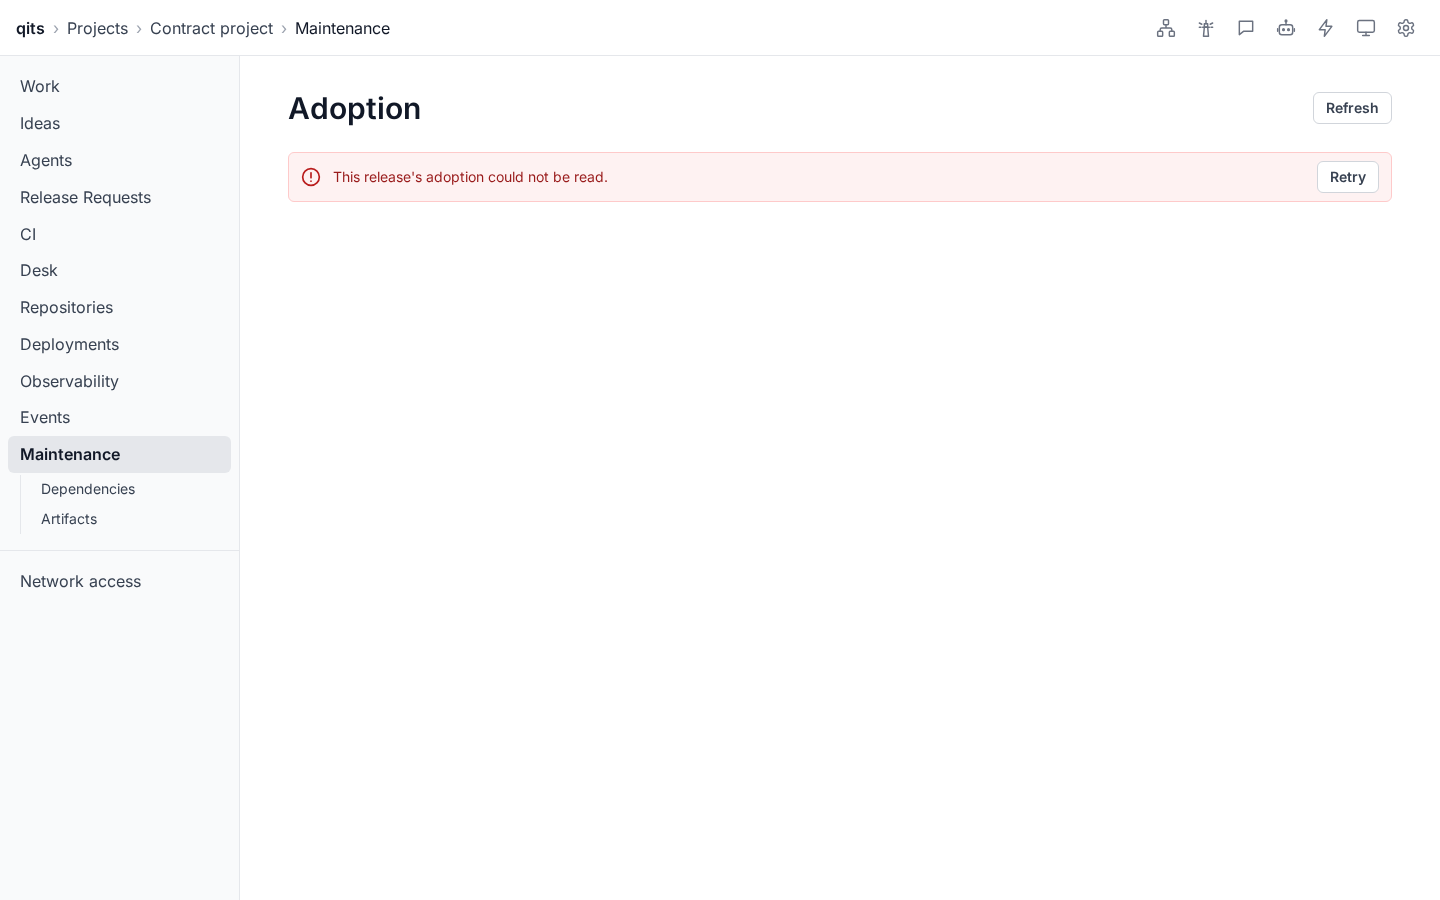 qits › Projects › Contract project › Maintenance
Work
Ideas
Agents
Release Requests
CI
Desk
Repositories
Deployments
Observability
Events
Maintenance
Dependencies
Artifacts
Network access
Adoption
Refresh
This release's adoption could not be read.
Retry